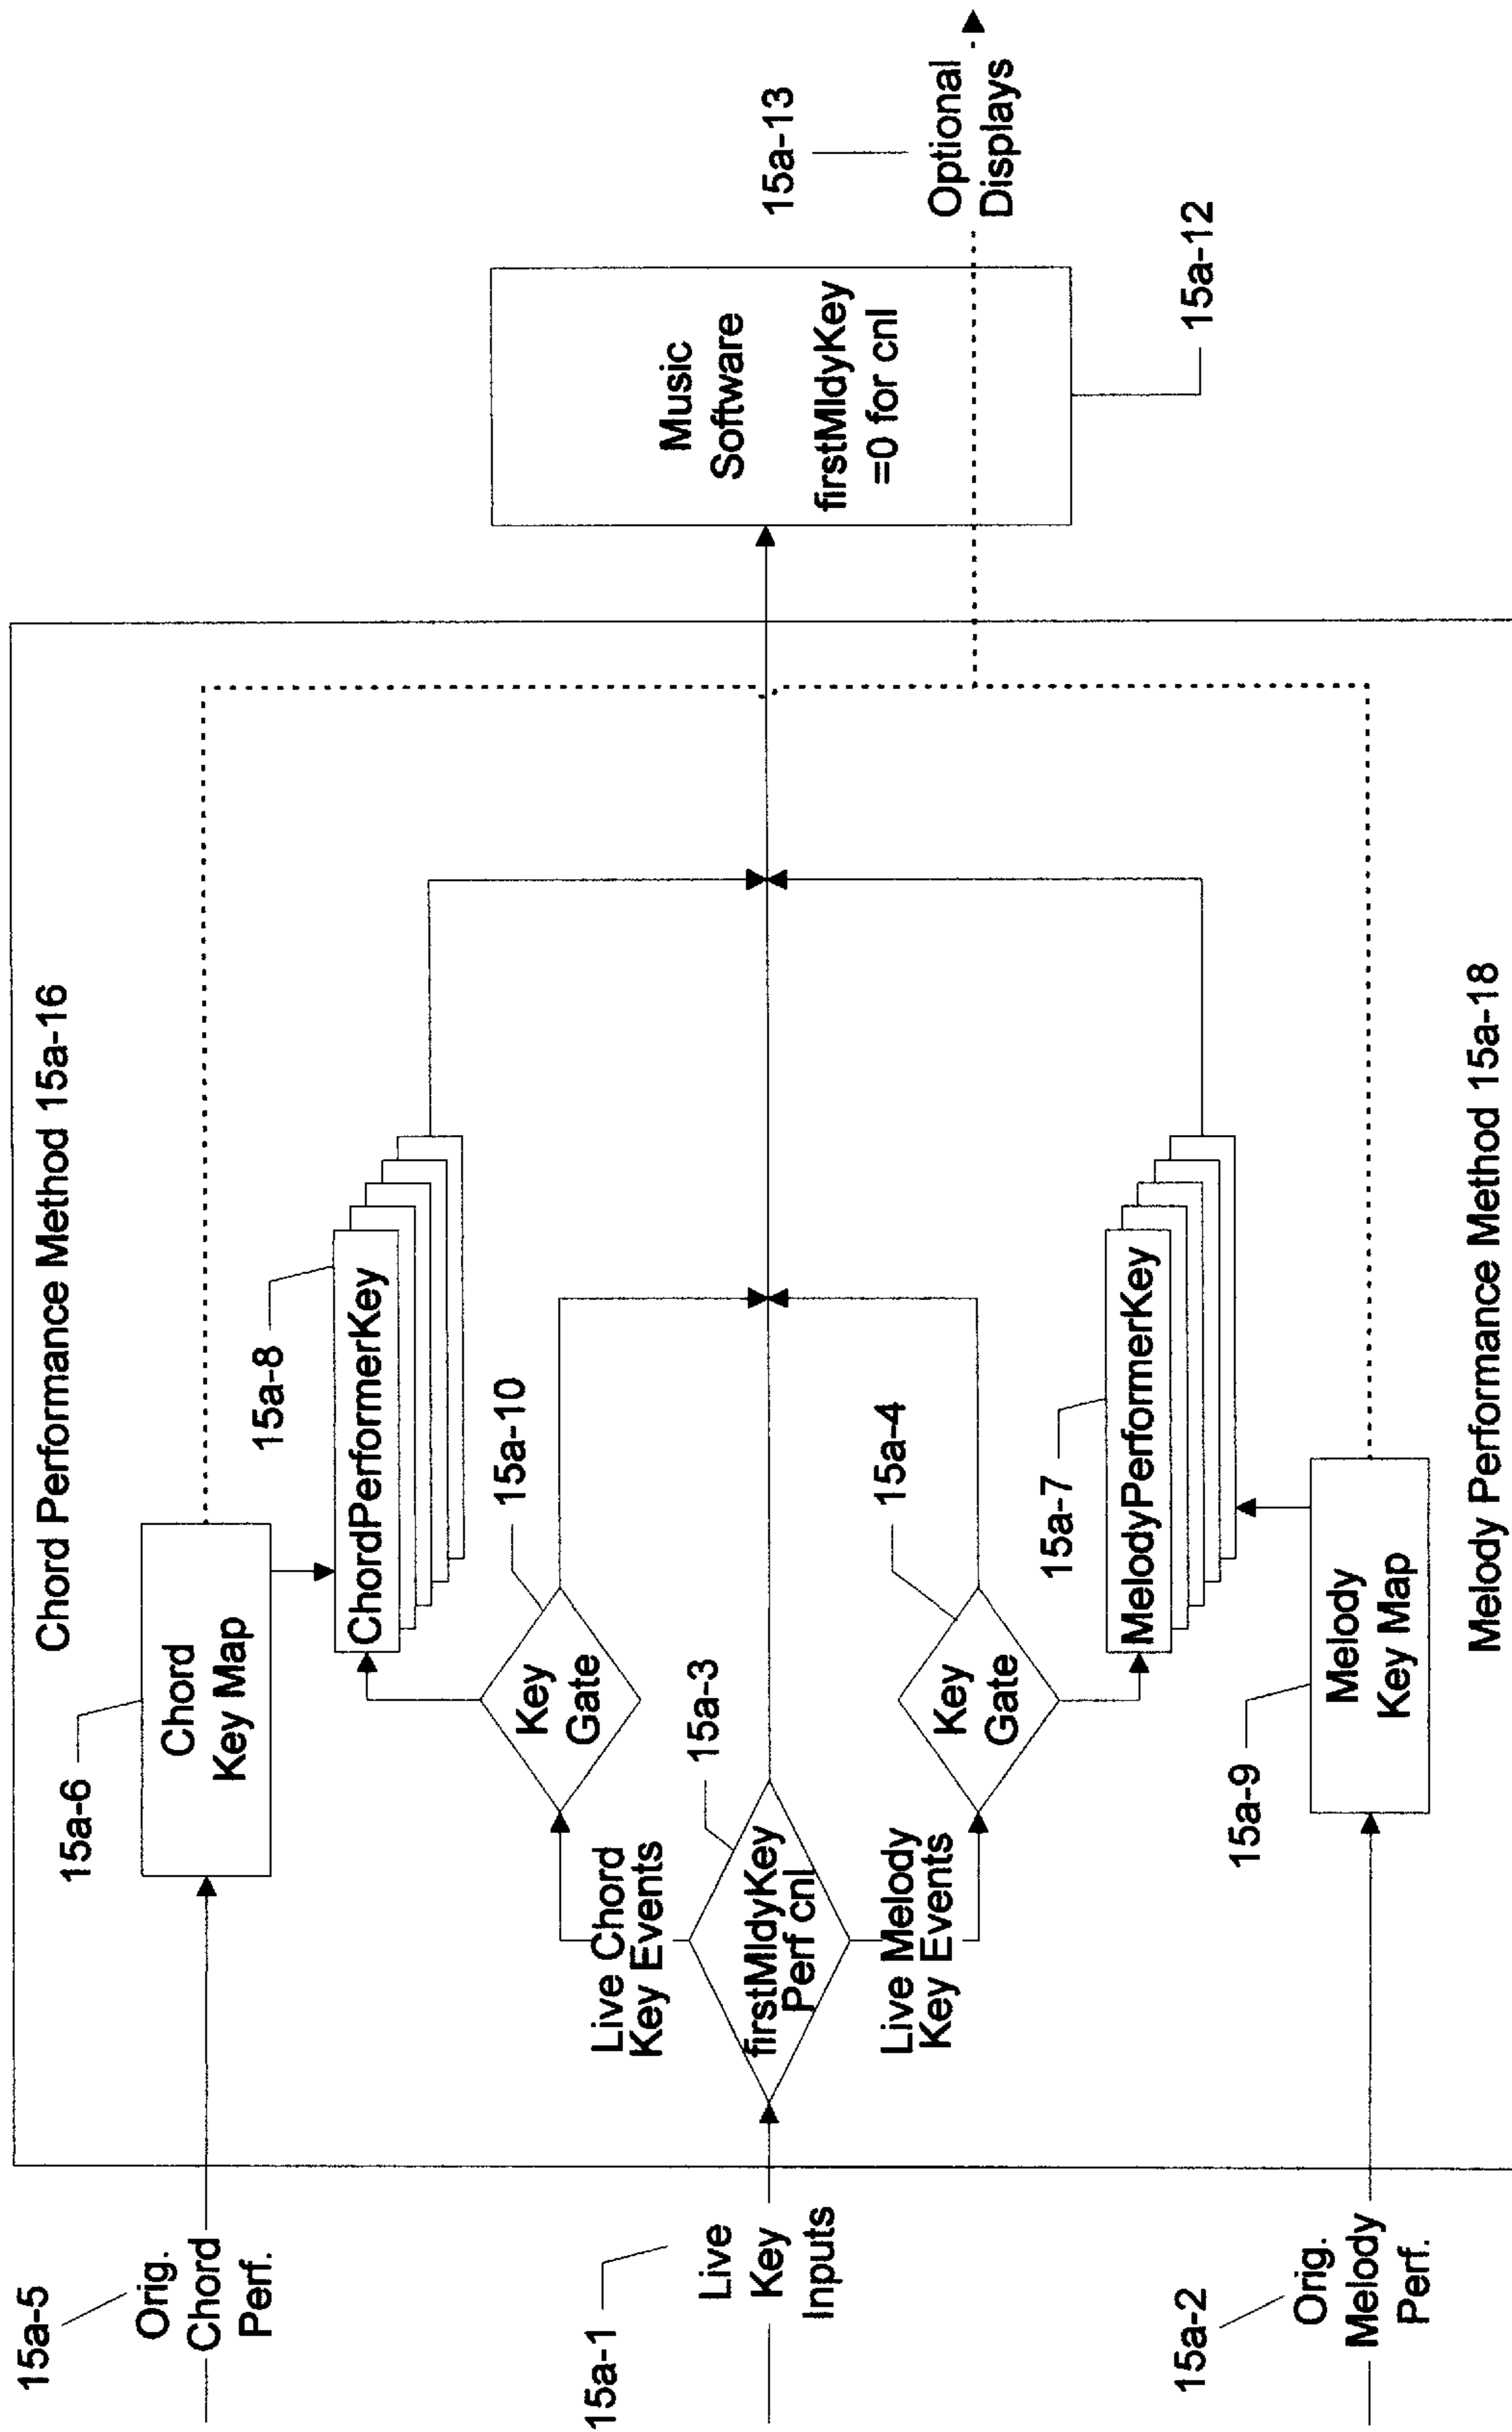 Chord Performance Method 15a-16
15a-5
Orig.
Chord
Perf.
15a-6
Chord
Key Map
15a-8
ChordPerformerKey
15a-10
Key
Gate
Live Chord
Key Events
15a-1
Live
Key
Inputs
15a-3
firstMldyKey
Perf cnl
Live Melody
Key Events
15a-4
Key
Gate
15a-7
MelodyPerformerKey
15a-2
Orig.
Melody
Perf.
15a-9
Melody
Key Map
Melody Performance Method 15a-18
Music
Software
firstMldyKey
=0 for cnl
15a-12
15a-13
Optional
Displays